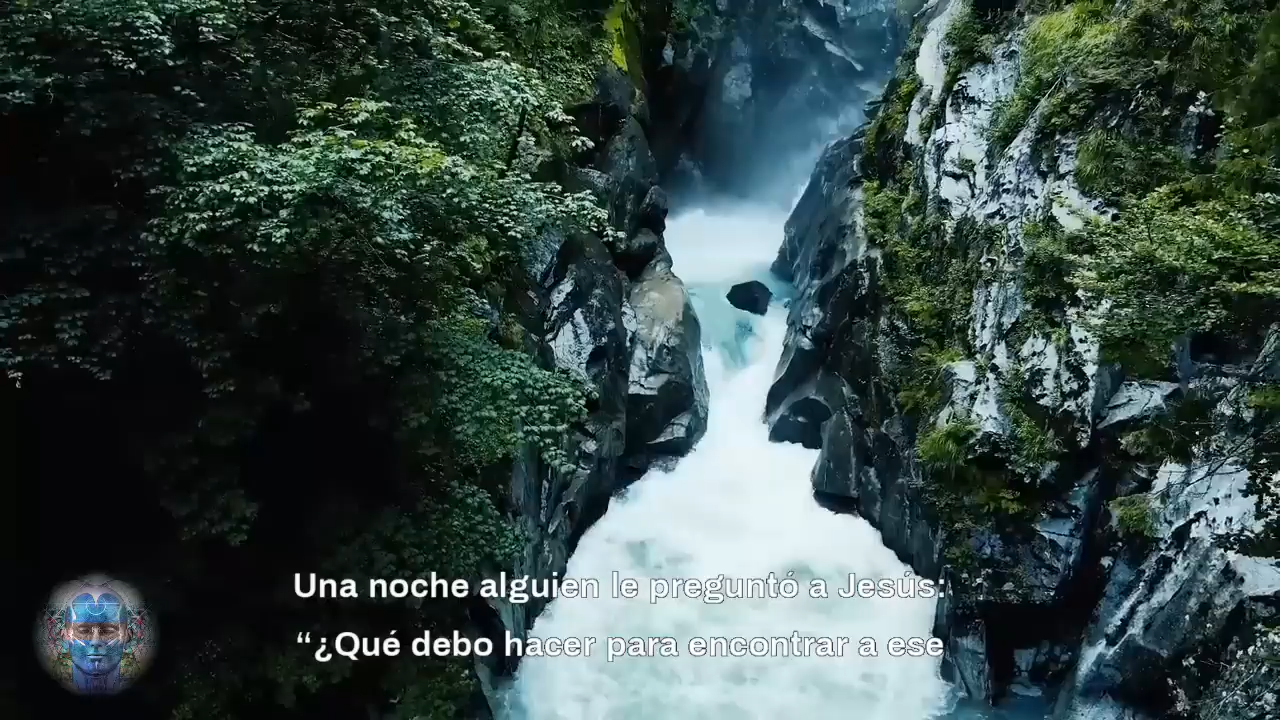 Una noche alguien le preguntó a Jesús:
“¿Qué debo hacer para encontrar a ese